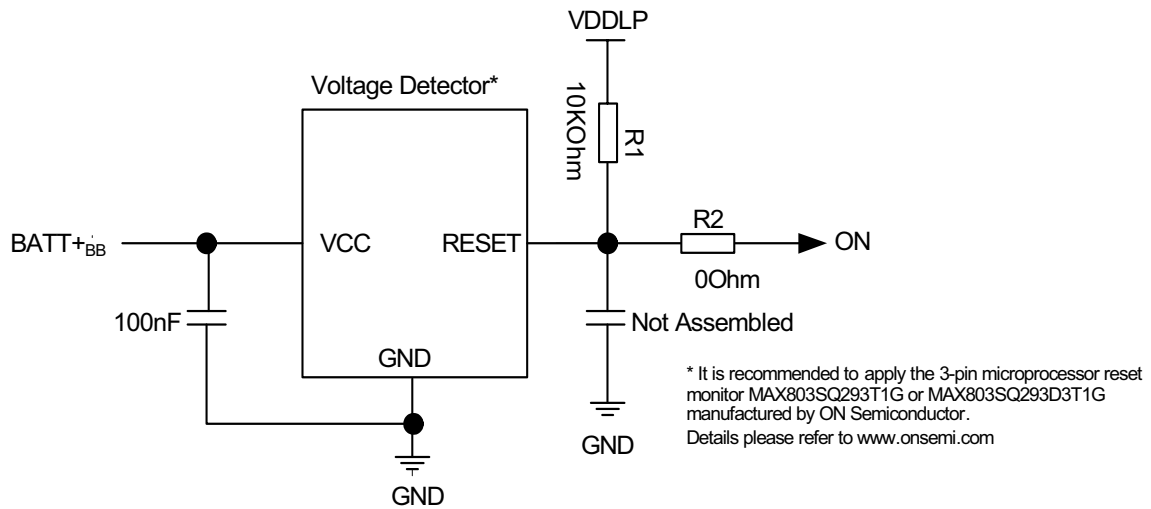 VDDLP
Voltage Detector*
10KOhm
R1
BATT+BB
VCC
RESET
R2
ON
0Ohm
100nF
Not Assembled
GND
GND
GND
* It is recommended to apply the 3-pin microprocessor reset
monitor MAX803SQ293T1G or MAX803SQ293D3T1G
manufactured by ON Semiconductor.
Details please refer to www.onsemi.com